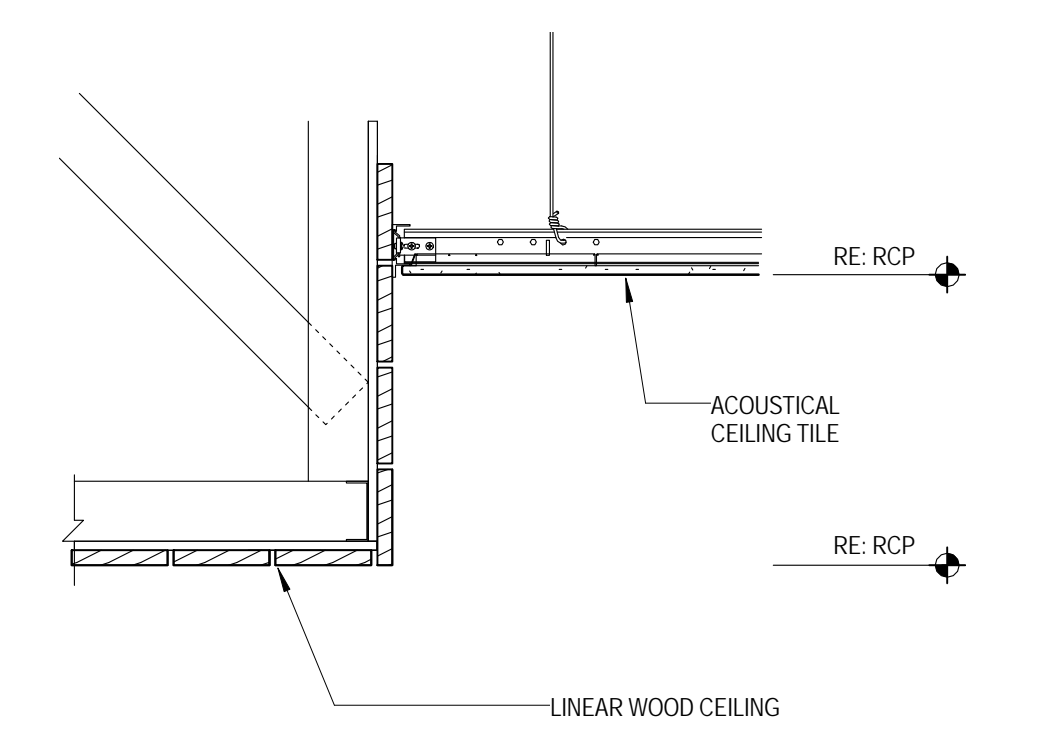 RE: RCP
ACOUSTICAL
CEILING TILE
RE: RCP
LINEAR WOOD CEILING